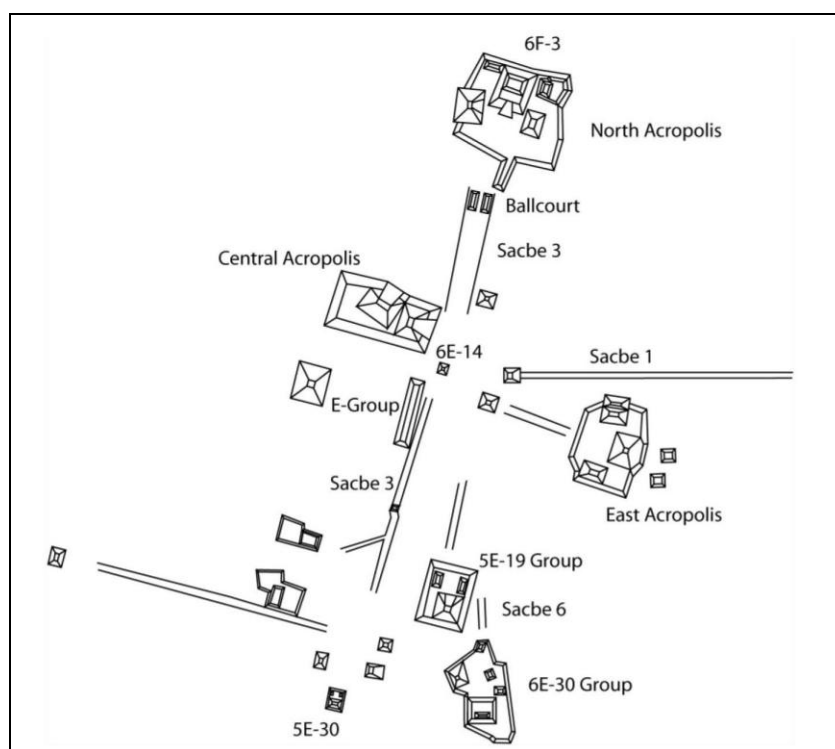 6F-3
North Acropolis
Ballcourt
Sacbe 3
Central Acropolis
6E-14
Sacbe 1
E-Group
Sacbe 3
East Acropolis
5E-19 Group
Sacbe 6
6E-30 Group
5E-30